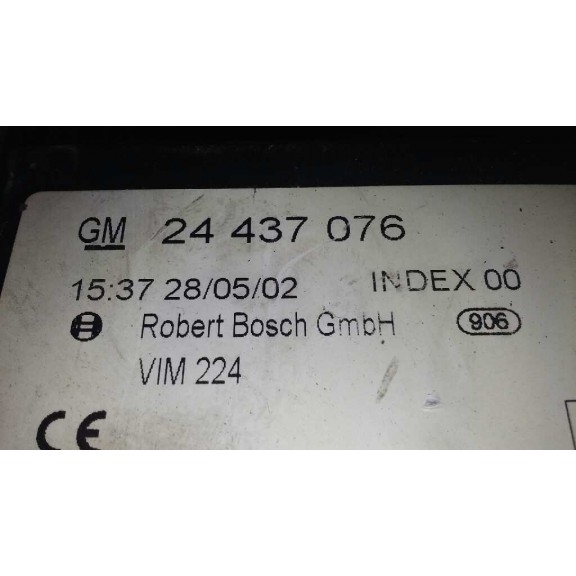 GM 24 437 076
15:37 28/05/02 INDEX 00
Robert Bosch GmbH 906
VIM 224
CE